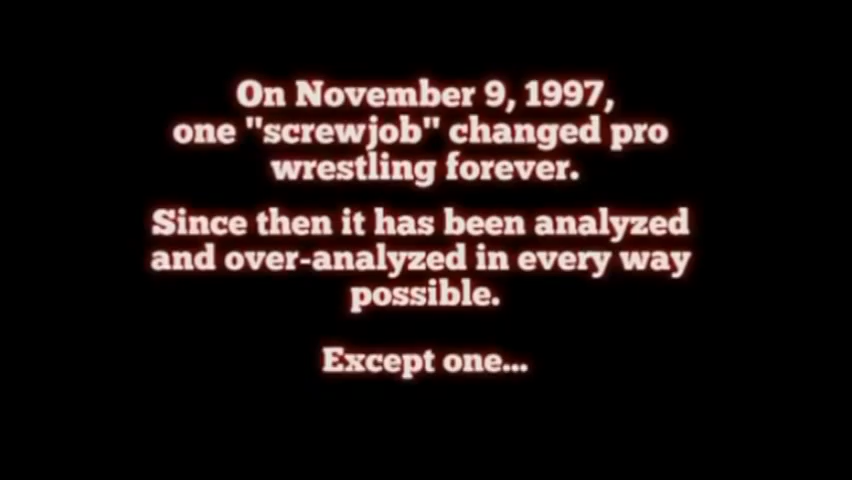 On November 9, 1997,
one "screwjob" changed pro
wrestling forever.
Since then it has been analyzed
and over-analyzed in every way
possible.
Except one...